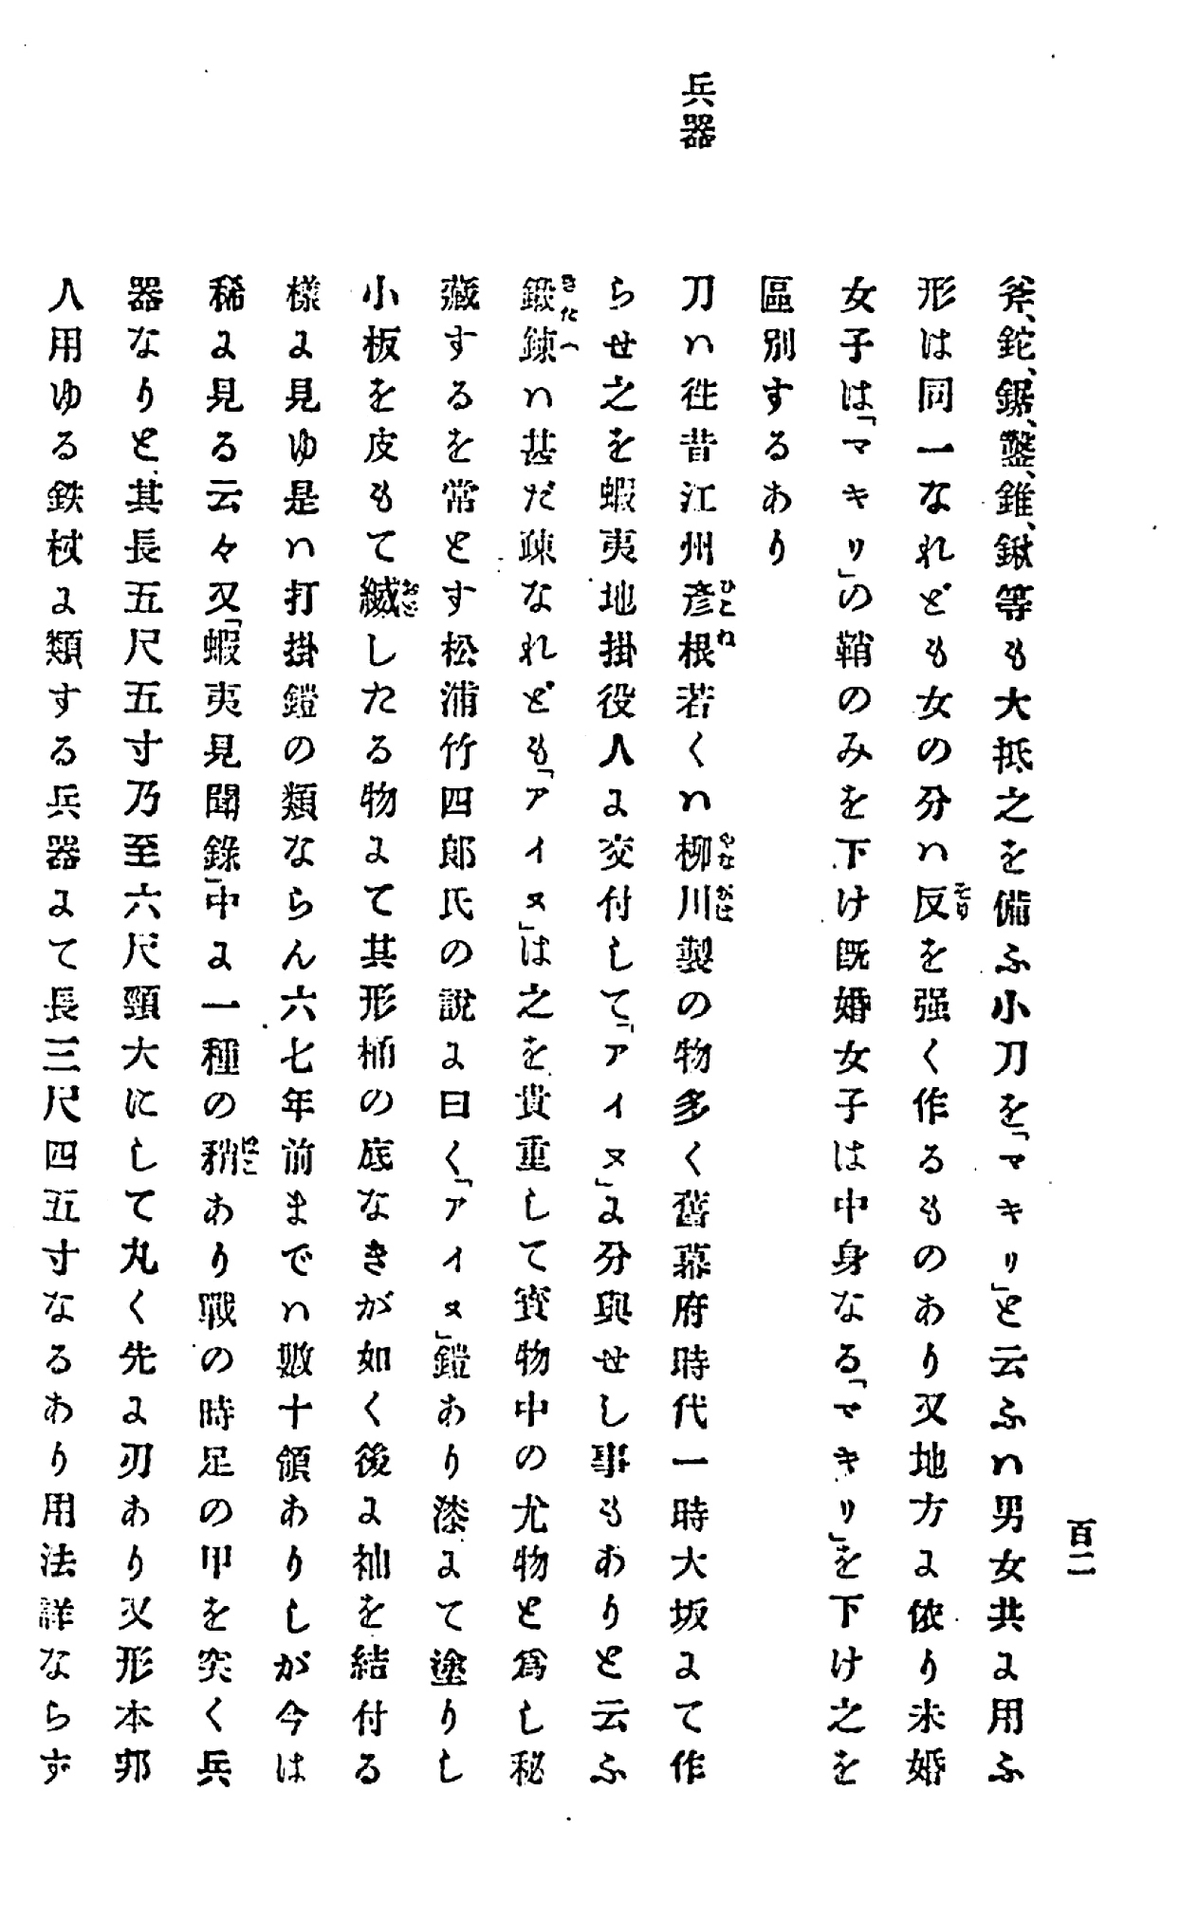 百二
斧、鉈、鋸、鑿、錐、鍬等も大抵之を備ふ小刀を「マキリ」と云ふハ男女共に用ふ
形は同一なれども女の分ハ反を强く作るものあり又地方に依り未婚
女子は「マキリ」の鞘のみを下け既婚女子は中身なる「マキリ」を下け之を
區別するあり
兵器
刀ハ徃昔江州彦根若くハ柳川製の物多く舊幕府時代一時大坂にて作
らせ之を蝦夷地掛役人に交付して「アイヌ」に分與せし事もありと云ふ
鍛錬ハ甚だ疎なれども「アイヌ」は之を貴重して寳物中の尤物と爲し秘
藏するを常とす松浦竹四郎氏の說に曰く「アイヌ」鎧あり漆にて塗りし
小板を皮もて縅したる物にて其形桶の底なきが如く後に袖を結付る
樣に見ゆ是ハ打掛鎧の類ならん六七年前までハ數十領ありしが今は
稀に見る云々又「蝦夷見聞錄」中に一種の矟あり戰の時足の甲を突く兵
器なりと其長五尺五寸乃至六尺頸大にして丸く先に刃あり又形本邦
人用ゆる鉄杖に類する兵器にて長三尺四五寸なるあり用法詳ならず